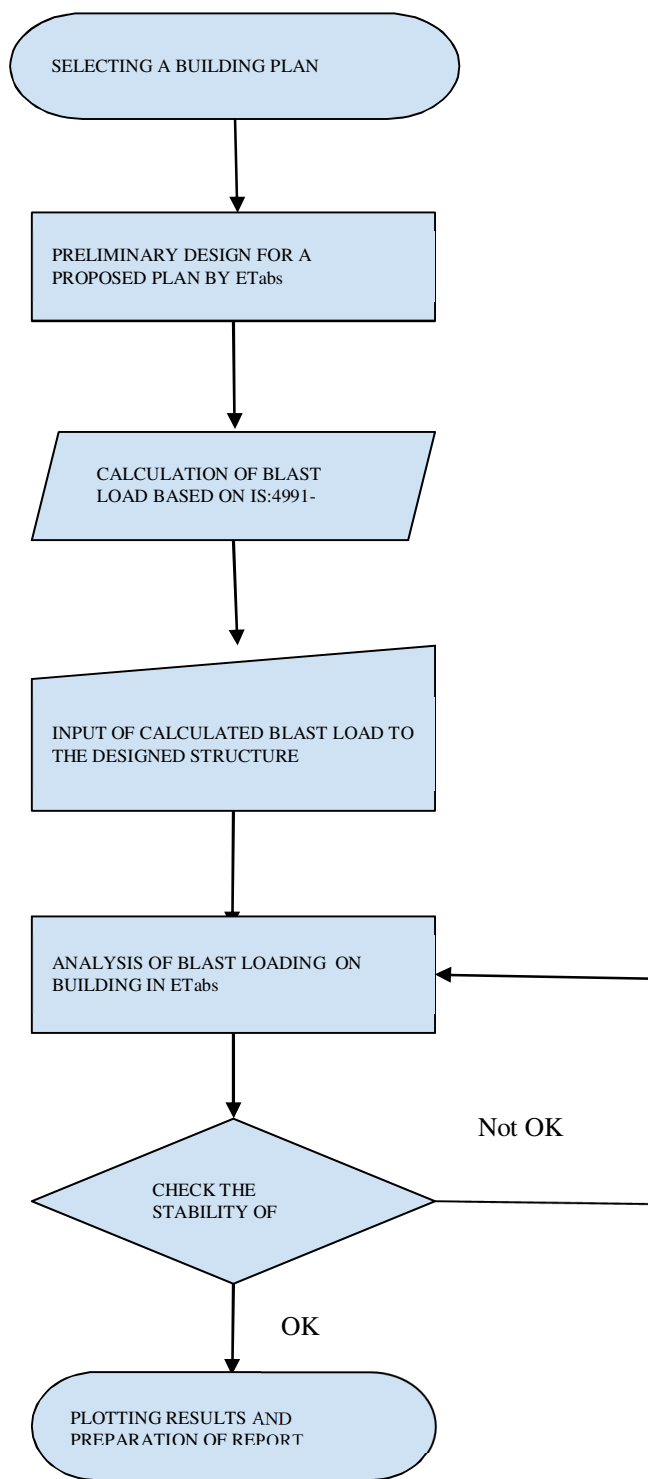 SELECTING A BUILDING PLAN
PRELIMINARY DESIGN FOR A
PROPOSED PLAN BY ETabs
CALCULATION OF BLAST
LOAD BASED ON IS:4991-
INPUT OF CALCULATED BLAST LOAD TO
THE DESIGNED STRUCTURE
ANALYSIS OF BLAST LOADING ON
BUILDING IN ETabs
Not OK
CHECK THE
STABILITY OF
OK
PLOTTING RESULTS AND
PREPARATION OF REPORT